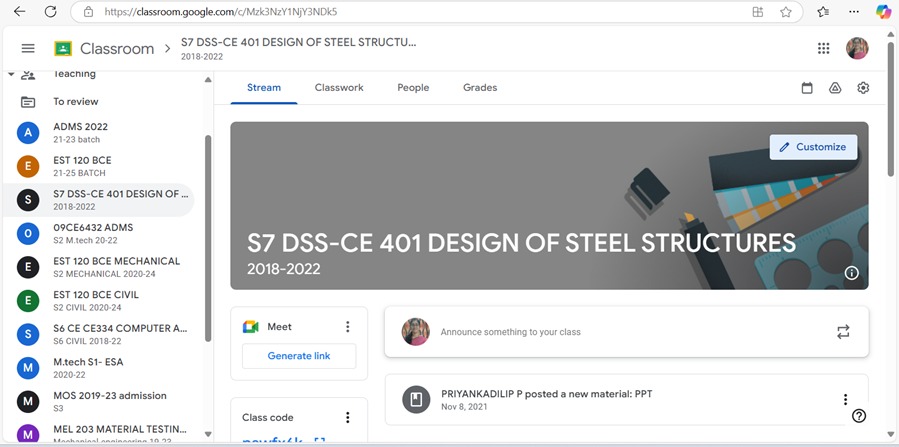 https://classroom.google.com/c/Mzk3NzY1NjY3NDk5
Classroom
S7 DSS-CE 401 DESIGN OF STEEL STRUCTU...
2018-2022
Teaching
To review
A
ADMS 2022
21-23 batch
E
EST 120 BCE
21-25 BATCH
S
S7 DSS-CE 401 DESIGN OF ...
2018-2022
0
09CE6432 ADMS
S2 M.tech 20-22
E
EST 120 BCE MECHANICAL
S2 MECHANICAL 2020-24
E
EST 120 BCE CIVIL
S2 CIVIL 2020-24
S
S6 CE CE334 COMPUTER A...
S6 CIVIL 2018-22
M
M.tech S1- ESA
2020-22
M
MOS 2019-23 admission
S3
M
MEL 203 MATERIAL TESTIN...
Mechanical engineering 19-23
Stream
Classwork
People
Grades
Customize
S7 DSS-CE 401 DESIGN OF STEEL STRUCTURES
2018-2022
Meet
Generate link
Class code
Announce something to your class
PRIYANKADILIP P posted a new material: PPT
Nov 8, 2021